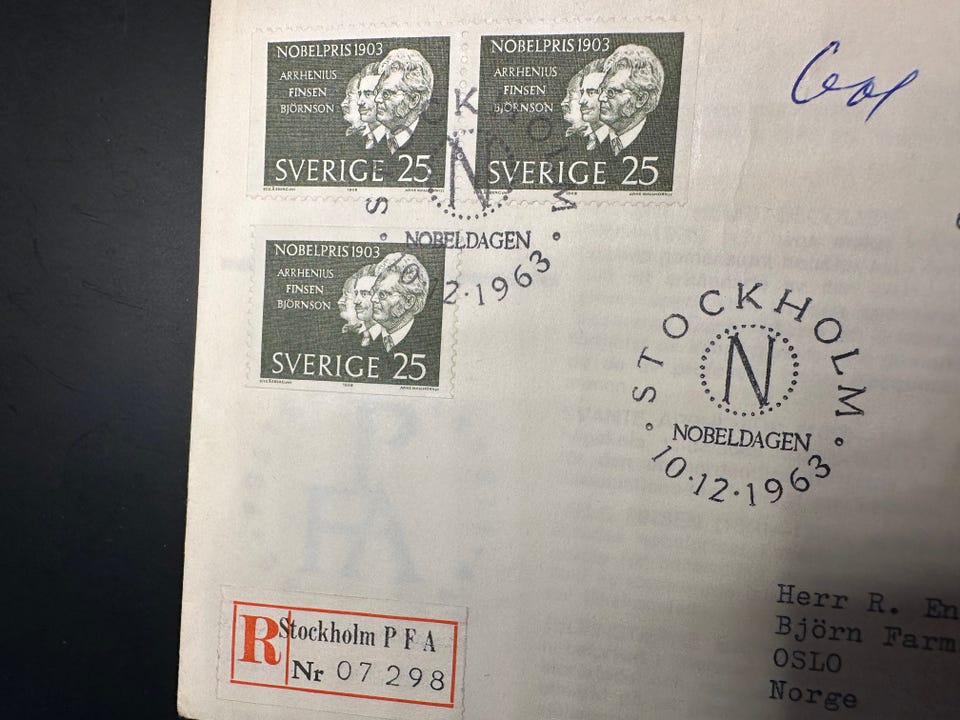 NOBELPRIS 1903
ARRHENIUS
FINSEN
BJÖRNSON
SVERIGE 25
NOBELPRIS 1903
ARRHENIUS
FINSEN
BJÖRNSON
SVERIGE 25
STOCKHOLM
N
NOBELDAGEN
10.12.1963
NOBELPRIS 1903
ARRHENIUS
FINSEN
BJÖRNSON
SVERIGE 25
STOCKHOLM
N
NOBELDAGEN
10.12.1963
R Stockholm P F A
Nr 07 298
Herr R. En
Björn Farm
OSLO
Norge